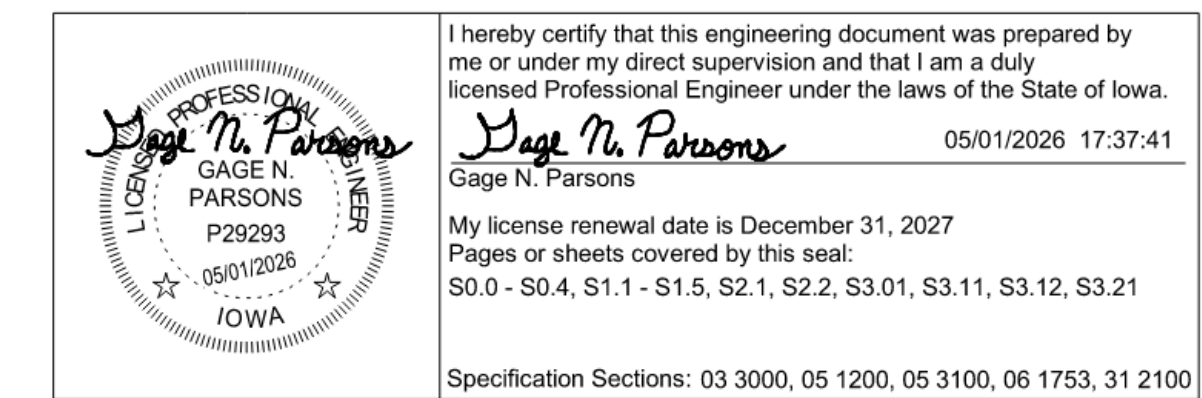 LICENSED PROFESSIONAL ENGINEER
Gage N. Parsons
GAGE N.
PARSONS
P29293
05/01/2026
IOWA
I hereby certify that this engineering document was prepared by
me or under my direct supervision and that I am a duly
licensed Professional Engineer under the laws of the State of Iowa.
Gage N. Parsons 05/01/2026 17:37:41
Gage N. Parsons
My license renewal date is December 31, 2027
Pages or sheets covered by this seal:
S0.0 - S0.4, S1.1 - S1.5, S2.1, S2.2, S3.01, S3.11, S3.12, S3.21
Specification Sections: 03 3000, 05 1200, 05 3100, 06 1753, 31 2100